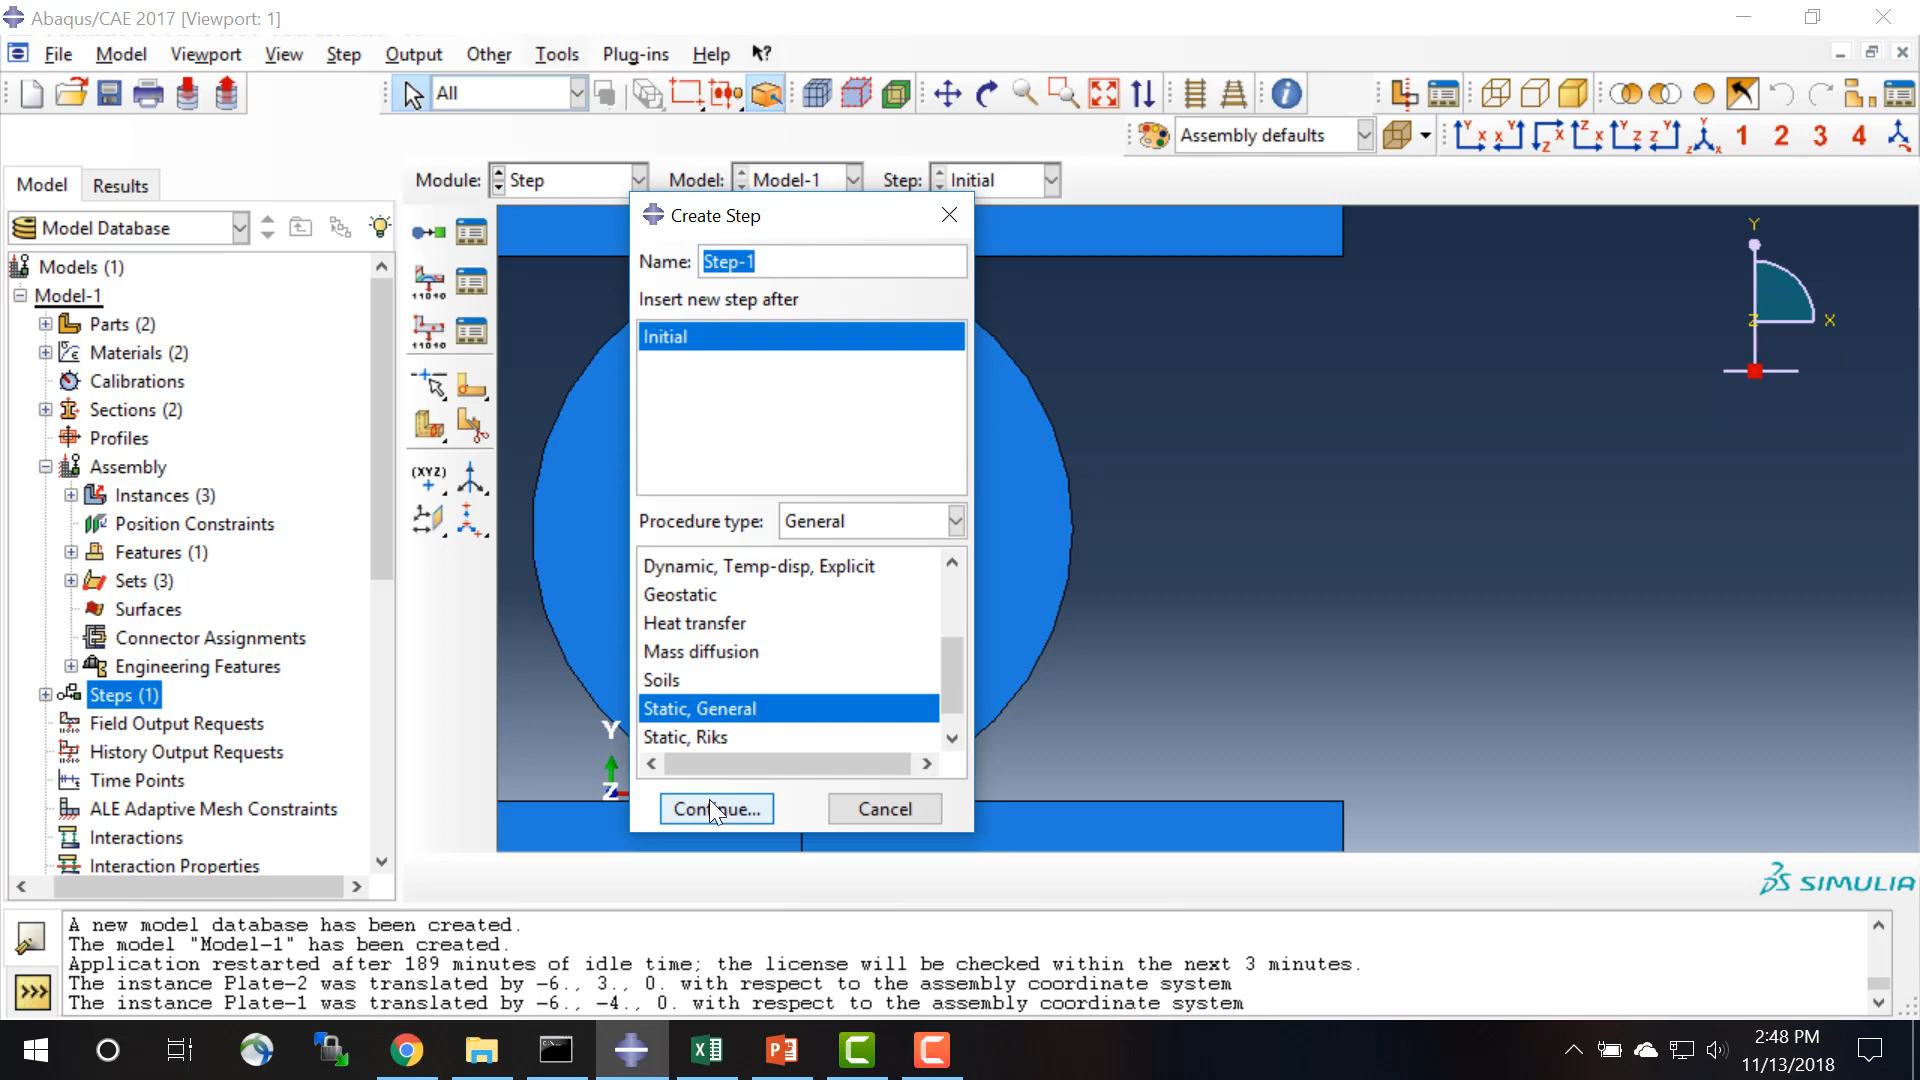 Abaqus/CAE 2017 [Viewport: 1]
File Model Viewport View Step Output Other Tools Plug-ins Help
All
Assembly defaults
1 2 3 4
Model Results
Module: Step Model: Model-1 Step: Initial
Model Database
Models (1)
Model-1
Parts (2)
Materials (2)
Calibrations
Sections (2)
Profiles
Assembly
Instances (3)
Position Constraints
Features (1)
Sets (3)
Surfaces
Connector Assignments
Engineering Features
Steps (1)
Field Output Requests
History Output Requests
Time Points
ALE Adaptive Mesh Constraints
Interactions
Interaction Properties
(XYZ)
Create Step
Name: Step-1
Insert new step after
Initial
Procedure type: General
Dynamic, Temp-disp, Explicit
Geostatic
Heat transfer
Mass diffusion
Soils
Static, General
Static, Riks
Continue... Cancel
Y
Z
Y
Z X
SIMULIA
A new model database has been created.
The model "Model-1" has been created.
Application restarted after 189 minutes of idle time; the license will be checked within the next 3 minutes.
The instance Plate-2 was translated by -6., 3., 0. with respect to the assembly coordinate system
The instance Plate-1 was translated by -6., -4., 0. with respect to the assembly coordinate system
2:48 PM
11/13/2018